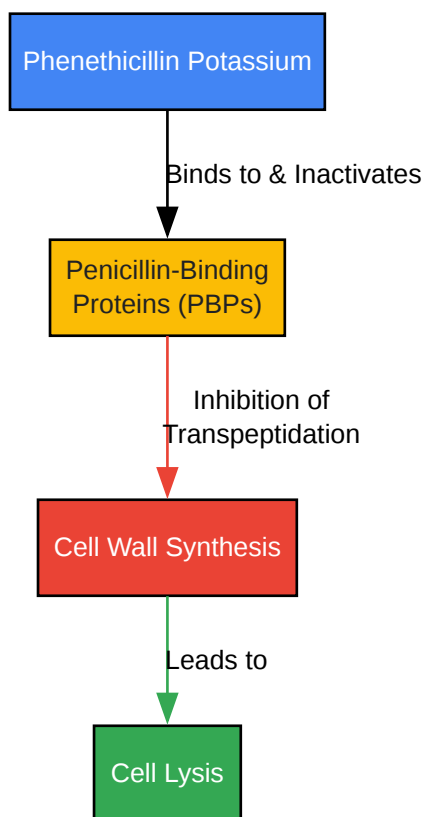 Phenethicillin Potassium
Binds to & Inactivates
Penicillin-Binding
Proteins (PBPs)
Inhibition of
Transpeptidation
Cell Wall Synthesis
Leads to
Cell Lysis